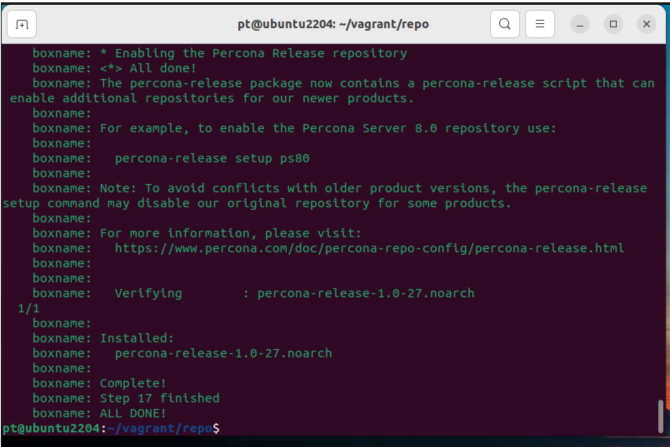 pt@ubuntu2204: ~/vagrant/repo
boxname: * Enabling the Percona Release repository
boxname: <*> All done!
boxname: The percona-release package now contains a percona-release script that can
enable additional repositories for our newer products.
boxname:
boxname: For example, to enable the Percona Server 8.0 repository use:
boxname:
boxname:   percona-release setup ps80
boxname:
boxname: Note: To avoid conflicts with older product versions, the percona-release
setup command may disable our original repository for some products.
boxname:
boxname: For more information, please visit:
boxname:   https://www.percona.com/doc/percona-repo-config/percona-release.html
boxname:
boxname:
boxname:   Verifying        : percona-release-1.0-27.noarch
1/1
boxname:
boxname: Installed:
boxname:   percona-release-1.0-27.noarch
boxname:
boxname: Complete!
boxname: Step 17 finished
boxname: ALL DONE!
pt@ubuntu2204:~/vagrant/repo$